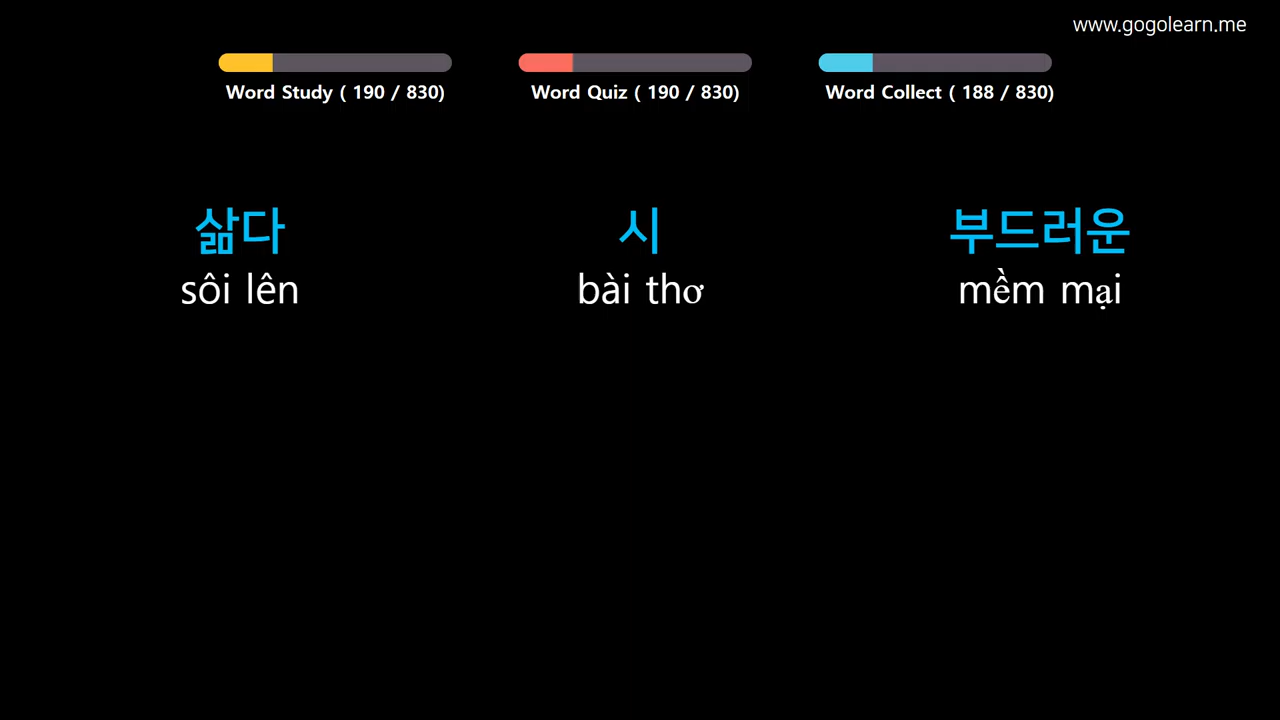 www.gogolearn.me
Word Study ( 190 / 830)
Word Quiz ( 190 / 830)
Word Collect ( 188 / 830)
삶다
sôi lên
시
bài thơ
부드러운
mềm mại